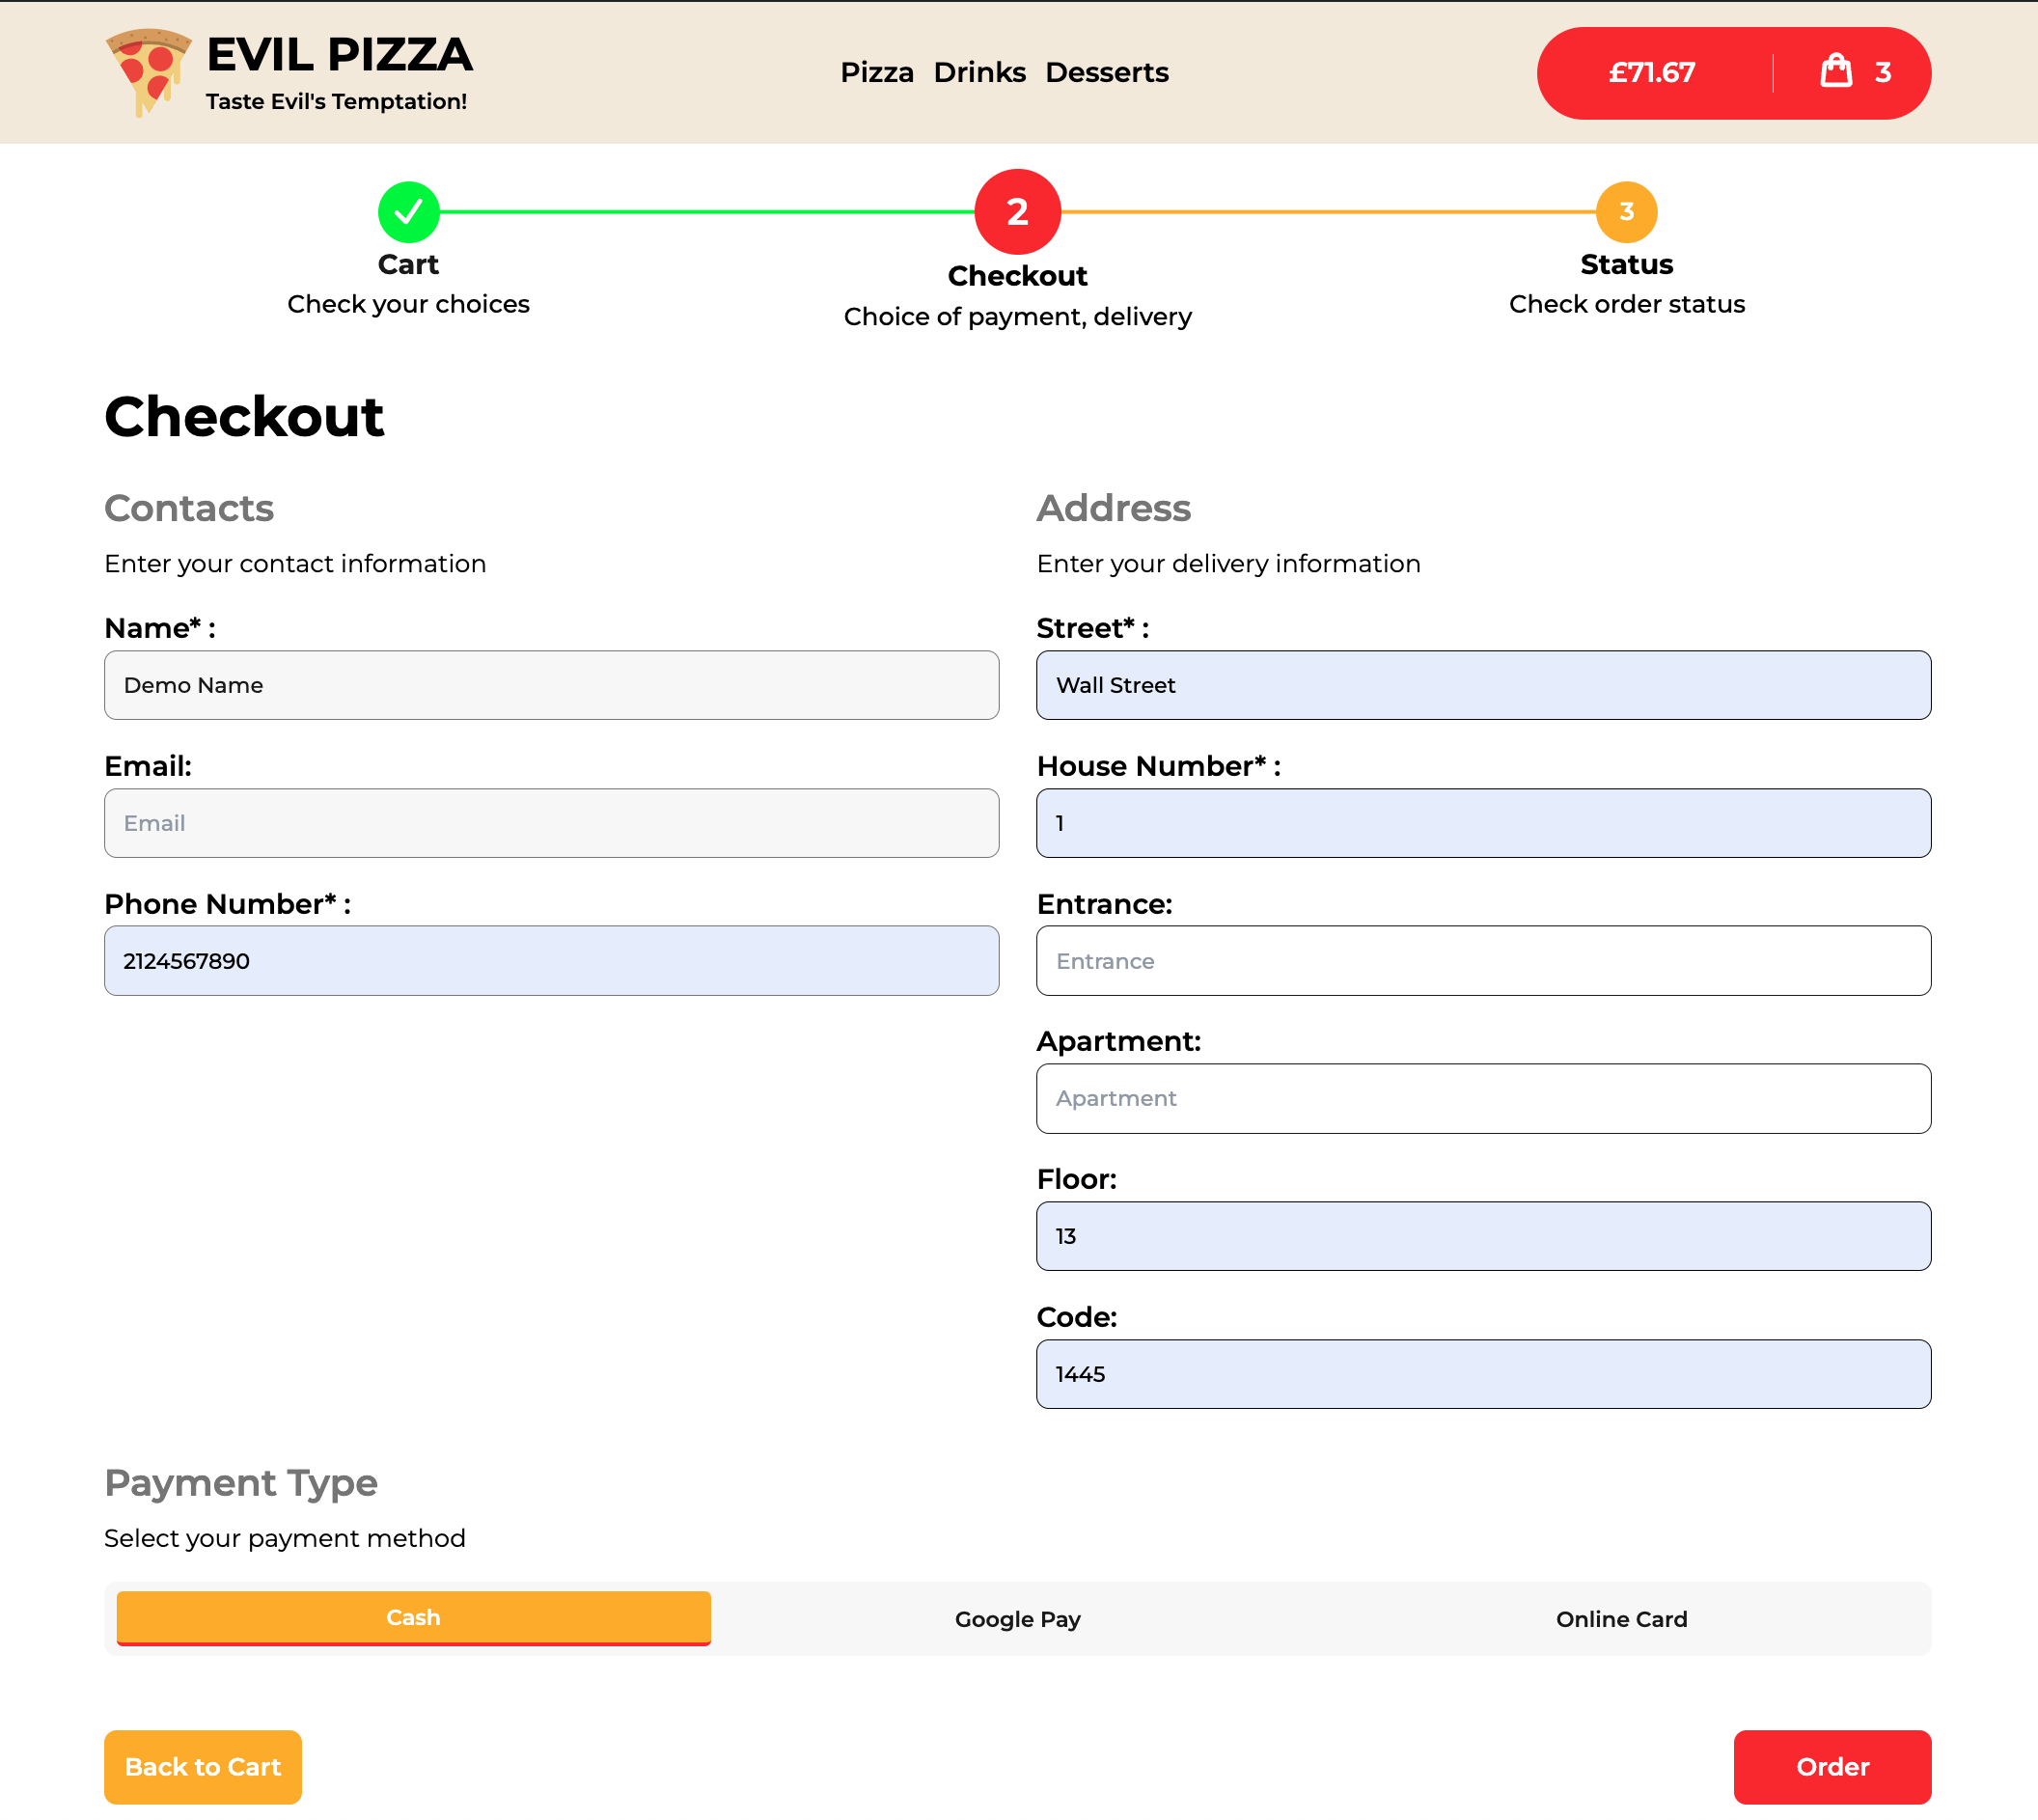 EVIL PIZZA
Taste Evil's Temptation!
Pizza Drinks Desserts
£71.67 3
2 3
Cart Checkout Status
Check your choices Choice of payment, delivery Check order status
Checkout
Contacts
Enter your contact information
Name* :
Demo Name
Email:
Email
Phone Number* :
2124567890
Address
Enter your delivery information
Street* :
Wall Street
House Number* :
1
Entrance:
Entrance
Apartment:
Apartment
Floor:
13
Code:
1445
Payment Type
Select your payment method
Cash Google Pay Online Card
Back to Cart Order